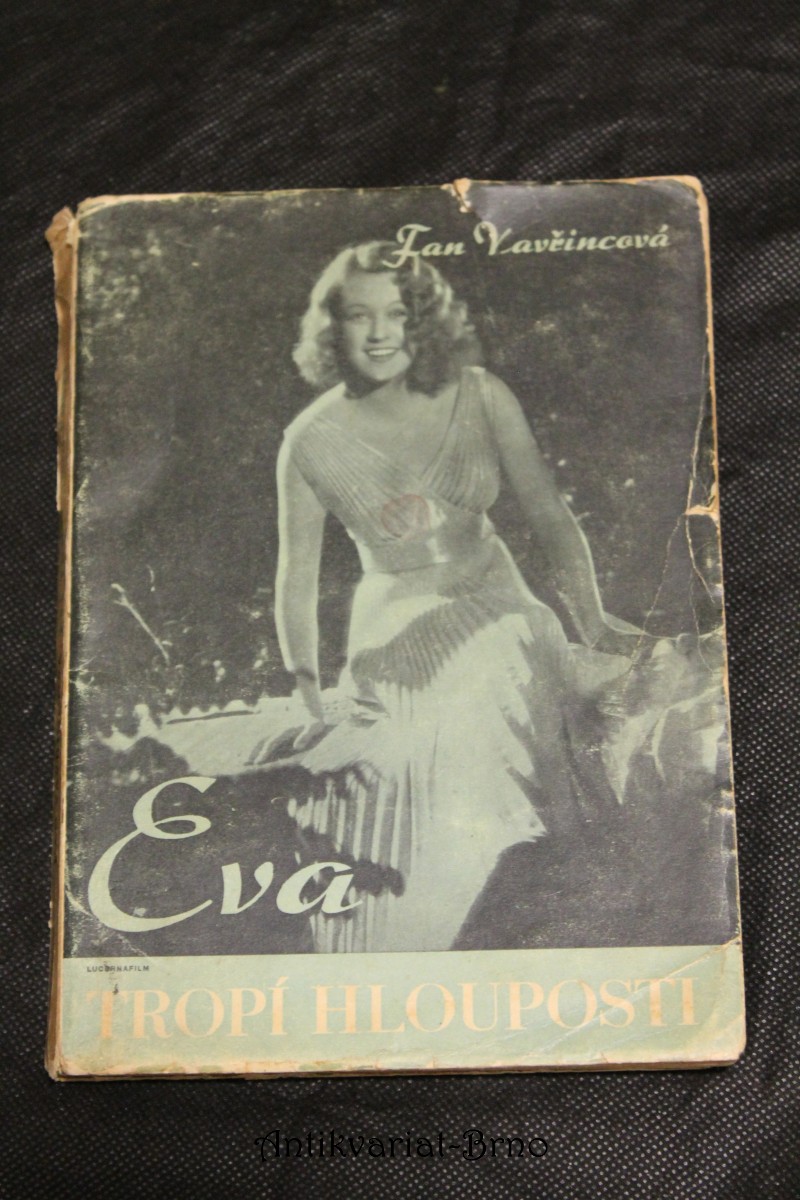 Fan Vavřincová
Eva
LUCERNAFILM
TROPÍ HLOUPOSTI
Antikvariat-Brno